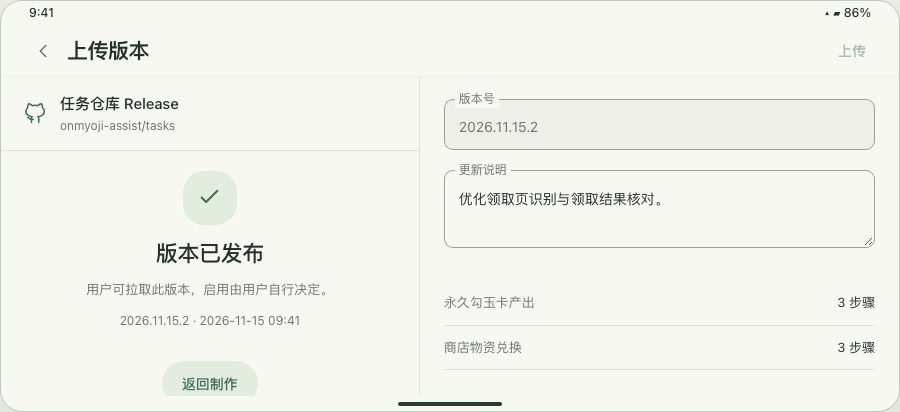 9:41
86%
上传版本
上传
任务仓库 Release
onmyoji-assist/tasks
版本已发布
用户可拉取此版本，启用由用户自行决定。
2026.11.15.2 · 2026-11-15 09:41
返回制作
版本号
2026.11.15.2
更新说明
优化领取页识别与领取结果核对。
永久勾玉卡产出
3 步骤
商店物资兑换
3 步骤